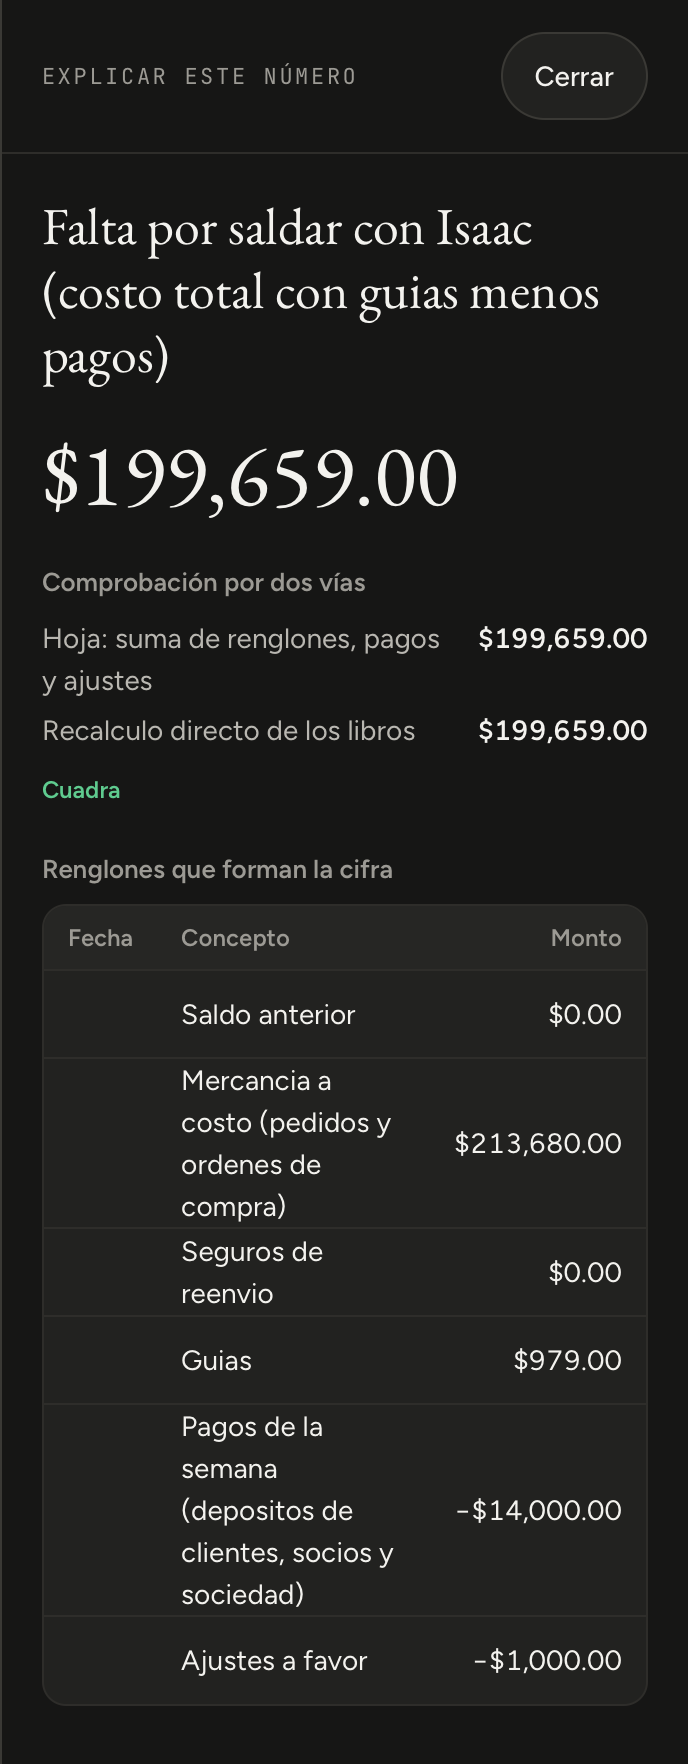 EXPLICAR ESTE NÚMERO
Cerrar
Falta por saldar con Isaac
(costo total con guias menos
pagos)
$199,659.00
Comprobación por dos vías
Hoja: suma de renglones, pagos $199,659.00
y ajustes
Recalculo directo de los libros $199,659.00
Cuadra
Renglones que forman la cifra
Fecha Concepto Monto
Saldo anterior $0.00
Mercancia a
costo (pedidos y
ordenes de
compra)
$213,680.00
Seguros de
reenvio
$0.00
Guias $979.00
Pagos de la
semana
(depositos de
clientes, socios y
sociedad)
-$14,000.00
Ajustes a favor -$1,000.00